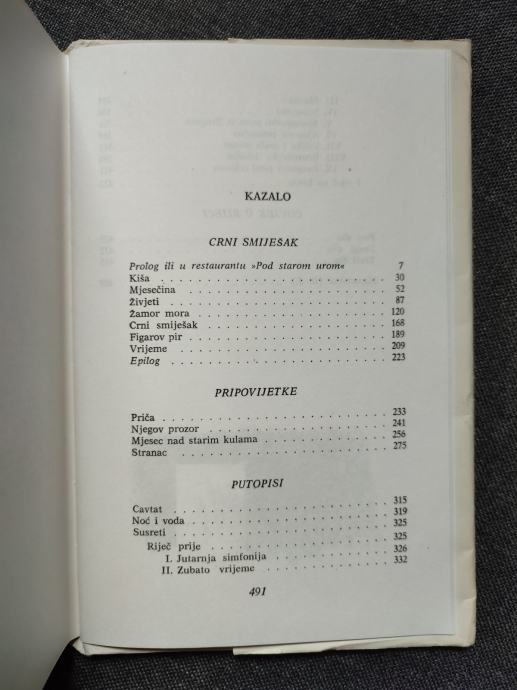 KAZALO
CRNI SMIJEŠAK
Prolog ili u restaurantu »Pod starom urom« 7
Kiša . . . . . . . . . . . . . . . . . . . 30
Mjesečina . . . . . . . . . . . . . . . . . 52
Živjeti . . . . . . . . . . . . . . . . . . 87
Žamor mora . . . . . . . . . . . . . . . . 120
Crni smiješak . . . . . . . . . . . . . . . 168
Figarov pir . . . . . . . . . . . . . . . . 189
Vrijeme . . . . . . . . . . . . . . . . . . 209
Epilog . . . . . . . . . . . . . . . . . . 223
PRIPOVIJETKE
Priča . . . . . . . . . . . . . . . . . . . 233
Njegov prozor . . . . . . . . . . . . . . . 241
Mjesec nad starim kulama . . . . . . . . . 256
Stranac . . . . . . . . . . . . . . . . . . 275
PUTOPISI
Cavtat . . . . . . . . . . . . . . . . . . 315
Noć i voda . . . . . . . . . . . . . . . . 319
Susreti . . . . . . . . . . . . . . . . . . 325
Riječ prije . . . . . . . . . . . . . . . . 325
I. Jutarnja simfonija . . . . . . . . . . . 326
II. Zubato vrijeme . . . . . . . . . . . . 332
491